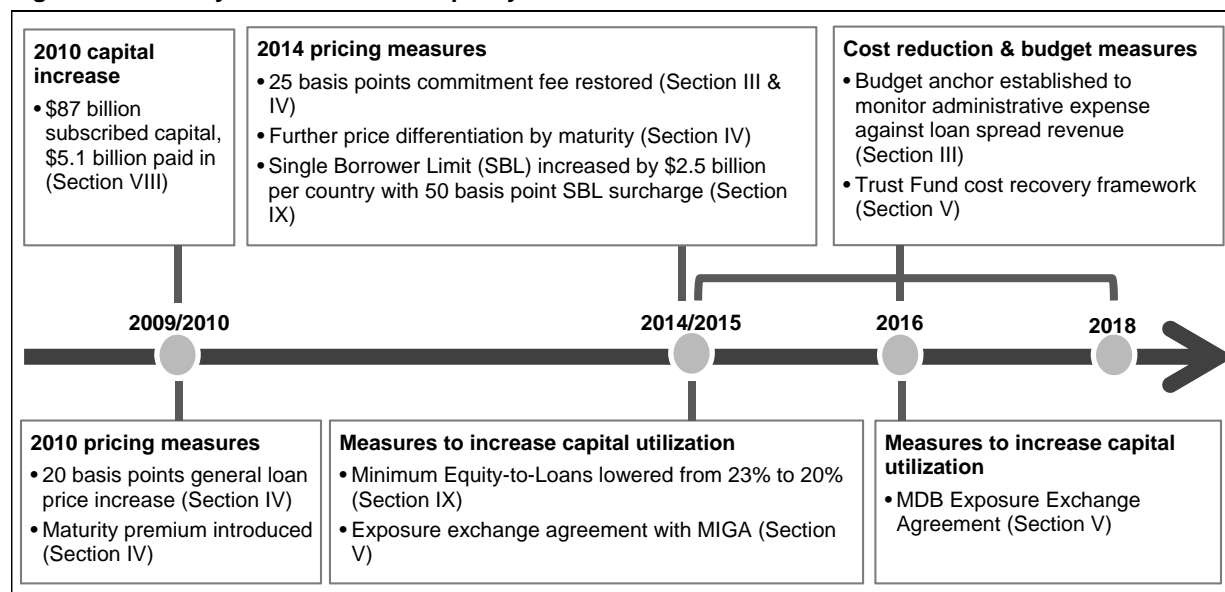 2010 capital
increase
• $87 billion
subscribed capital,
$5.1 billion paid in
(Section VIII)
2014 pricing measures
• 25 basis points commitment fee restored (Section III &
IV)
• Further price differentiation by maturity (Section IV)
• Single Borrower Limit (SBL) increased by $2.5 billion
per country with 50 basis point SBL surcharge (Section
IX)
Cost reduction & budget measures
• Budget anchor established to
monitor administrative expense
against loan spread revenue
(Section III)
• Trust Fund cost recovery framework
(Section V)
2009/2010
2014/2015
2016
2018
2010 pricing measures
• 20 basis points general loan
price increase (Section IV)
• Maturity premium introduced
(Section IV)
Measures to increase capital utilization
• Minimum Equity-to-Loans lowered from 23% to 20%
(Section IX)
• Exposure exchange agreement with MIGA (Section
V)
Measures to increase capital
utilization
• MDB Exposure Exchange
Agreement (Section V)